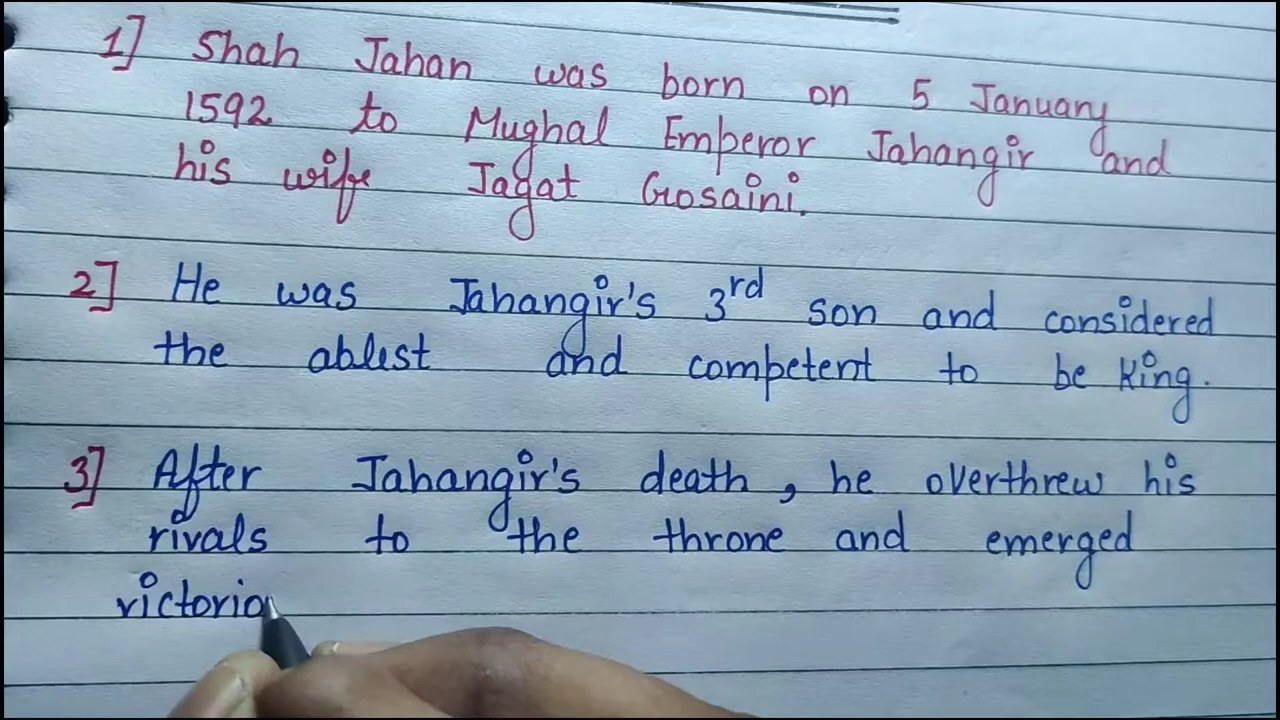 1] Shah Jahan was born on 5 January
1592 to Mughal Emperor Jahangir and
his wife Jagat Gosaini.
2] He was Jahangir's 3rd son and considered
the ablest and competent to be King.
3] After Jahangir's death, he overthrew his
rivals to the throne and emerged
victorio